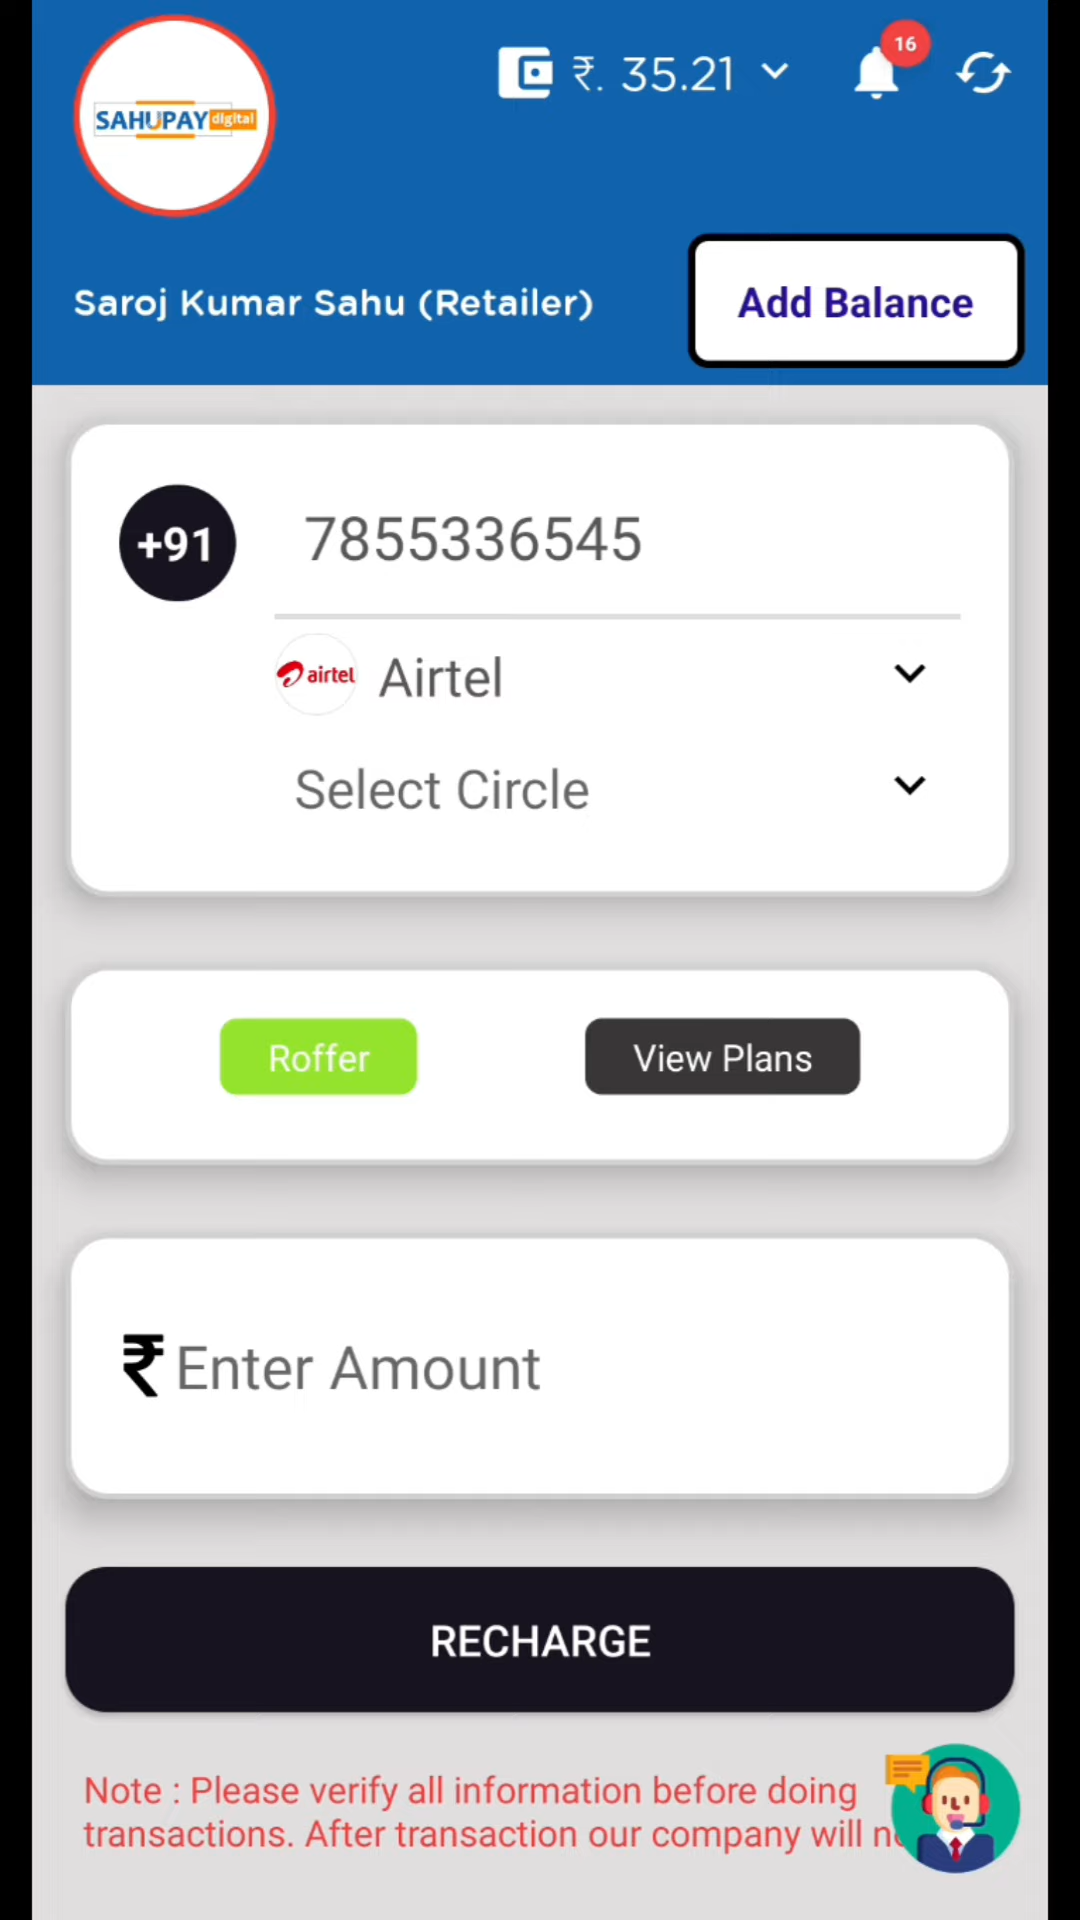 SAHUPAY digital
₹. 35.21
16
Saroj Kumar Sahu (Retailer)
Add Balance
+91
7855336545
airtel
Airtel
Select Circle
Roffer
View Plans
₹ Enter Amount
RECHARGE
Note : Please verify all information before doing
transactions. After transaction our company will